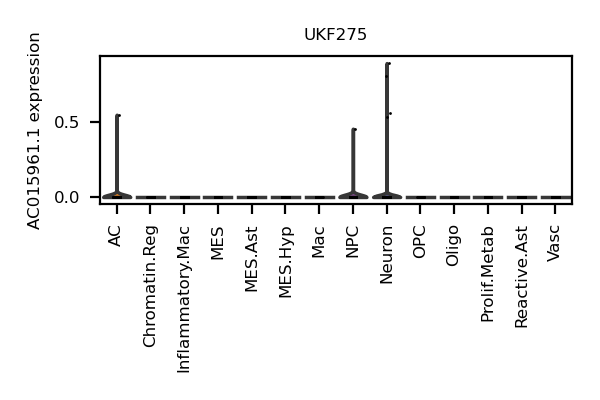 UKF275
AC015961.1 expression
0.5
0.0
AC
Chromatin.Reg
Inflammatory.Mac
MES
MES.Ast
MES.Hyp
Mac
NPC
Neuron
OPC
Oligo
Prolif.Metab
Reactive.Ast
Vasc